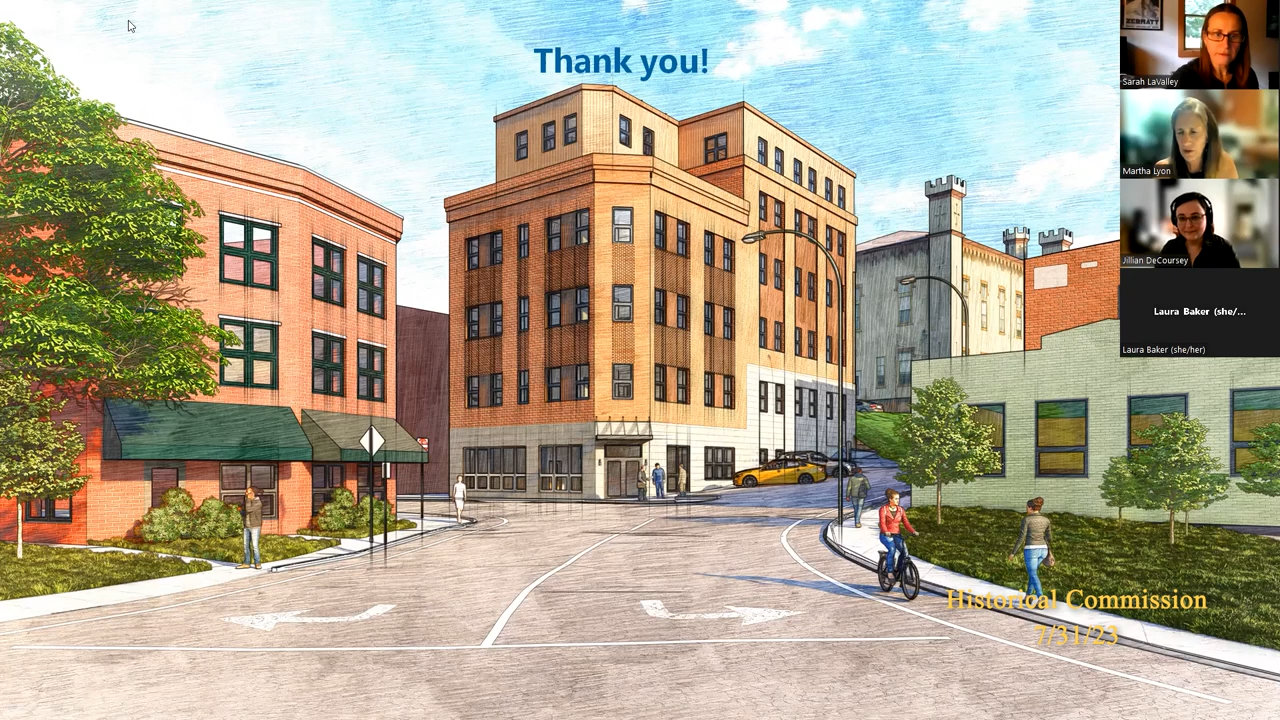 Thank you!
ZERMATT
Sarah LaValley
Martha Lyon
Jillian DeCoursey
Laura Baker (she/...
Laura Baker (she/her)
Historical Commission
7/31/23